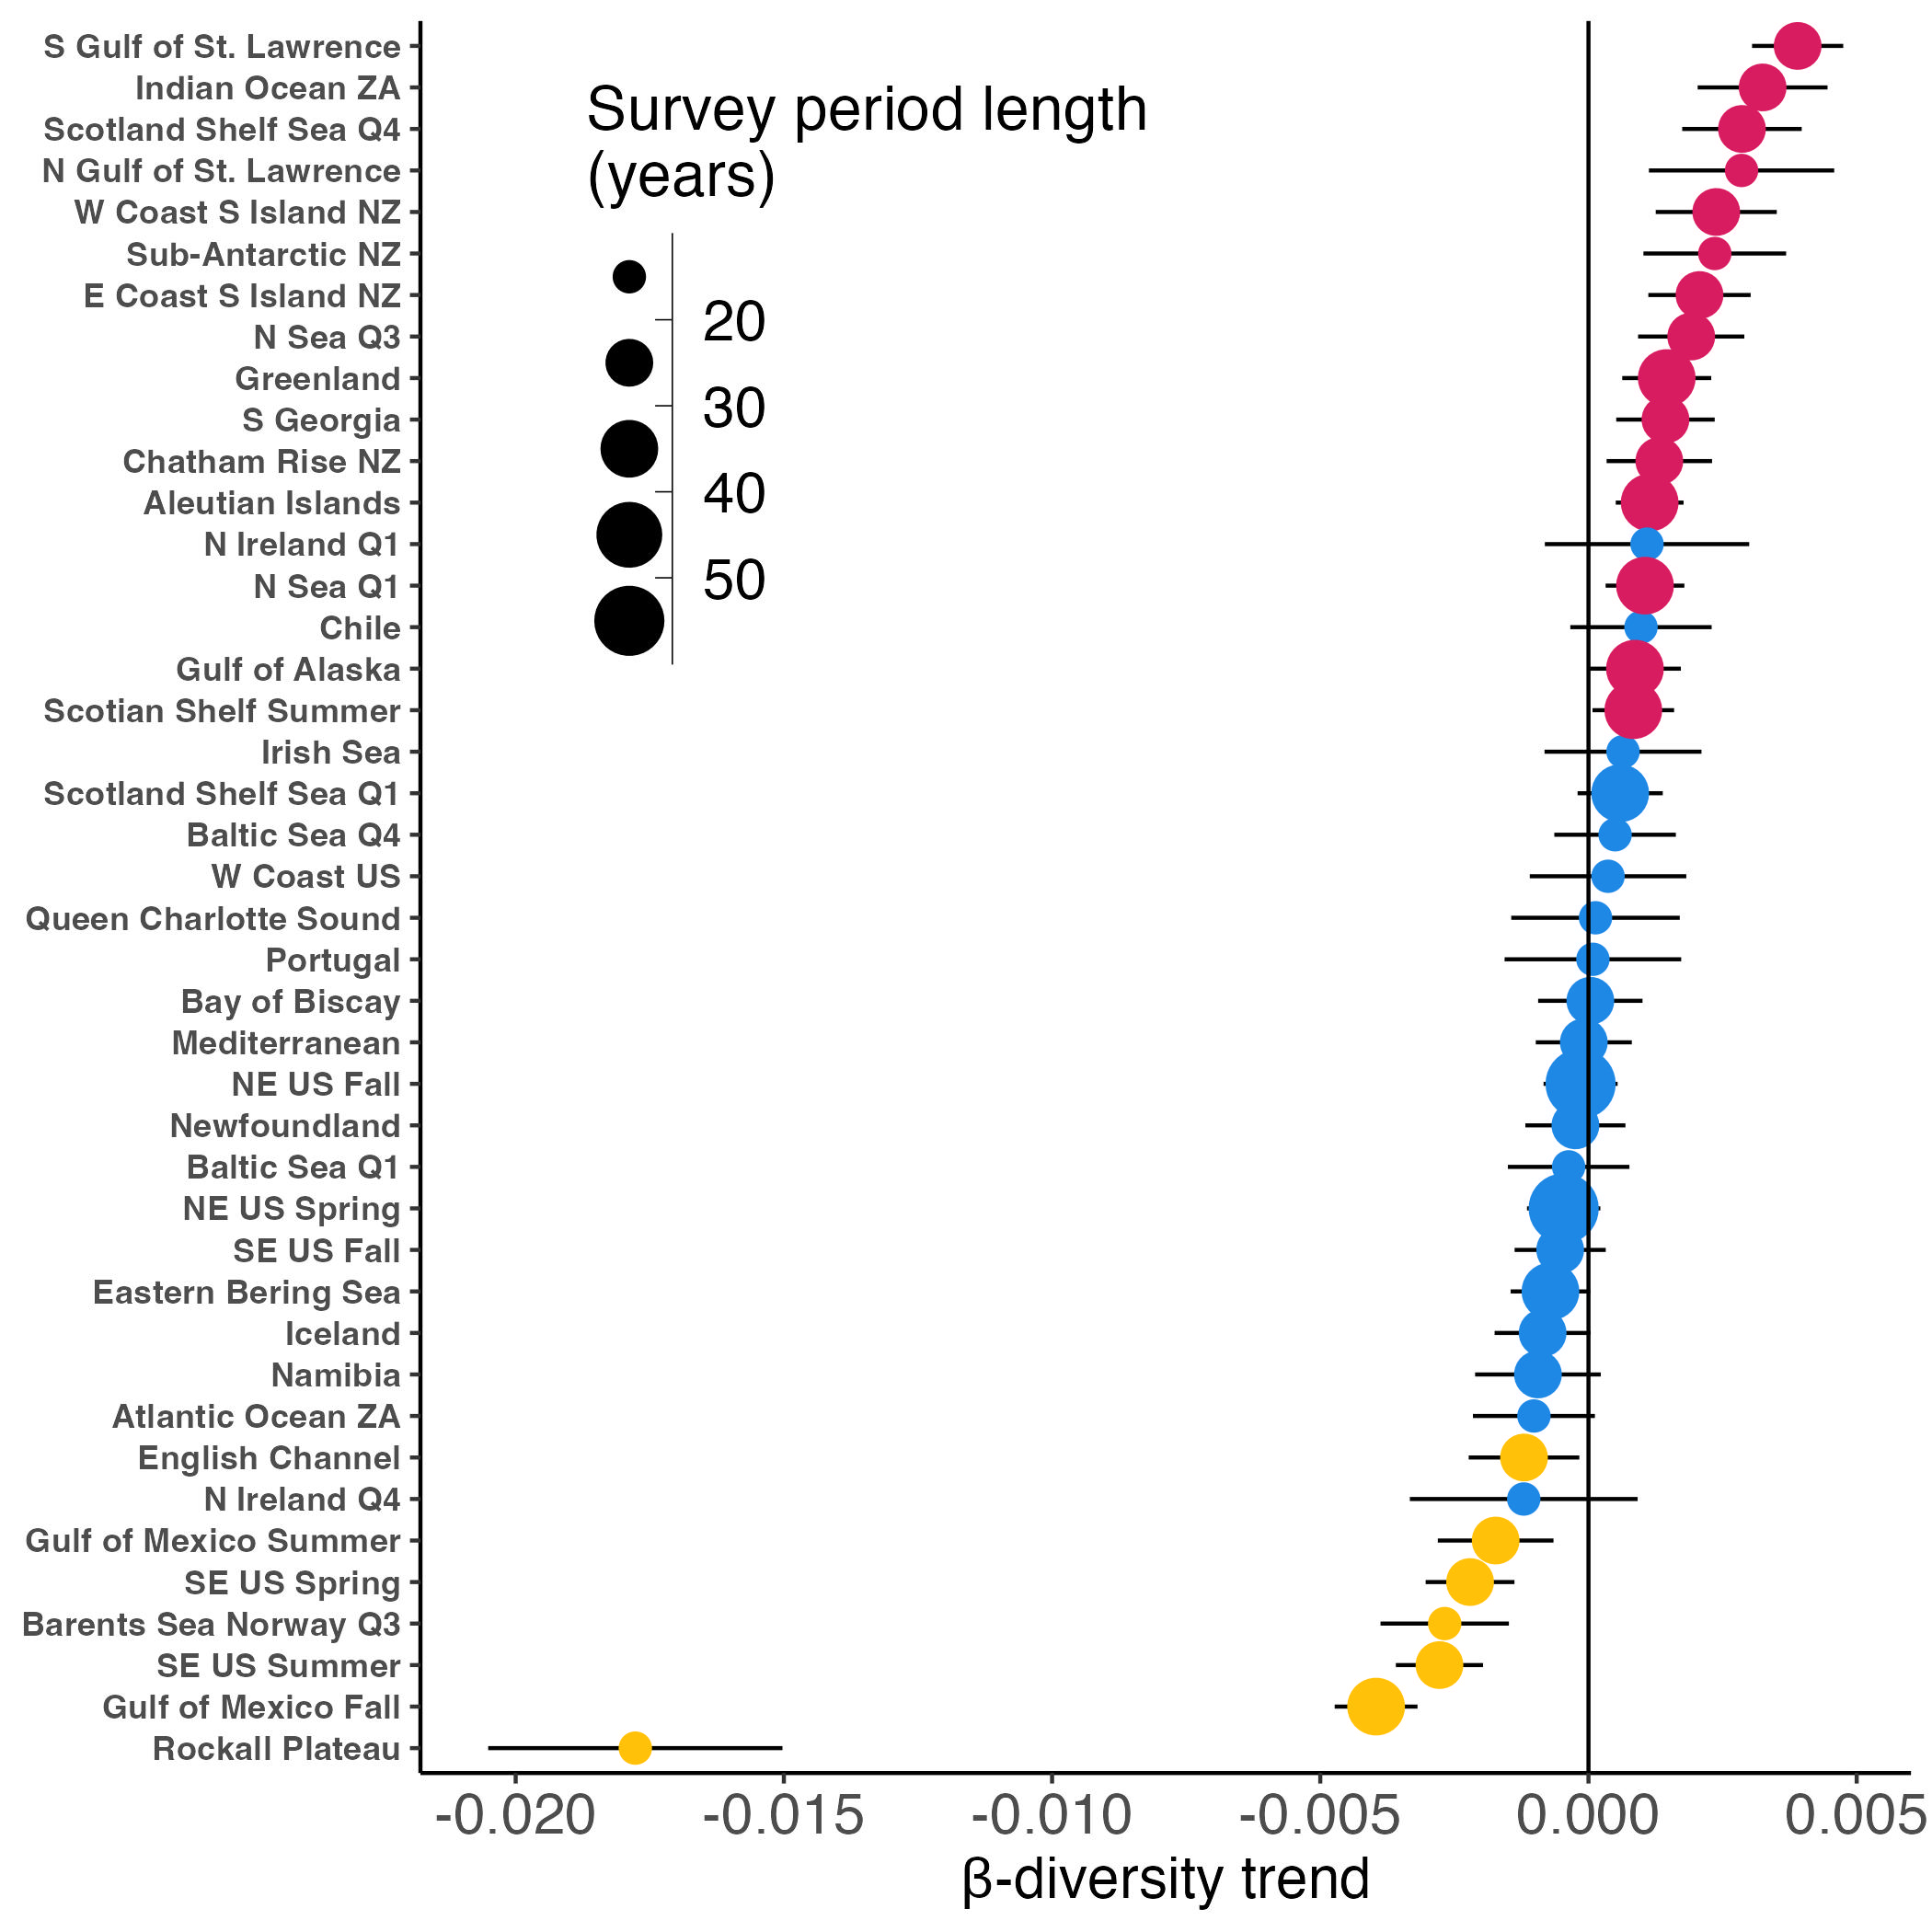 S Gulf of St. Lawrence
Indian Ocean ZA
Scotland Shelf Sea Q4
N Gulf of St. Lawrence
W Coast S Island NZ
Sub-Antarctic NZ
E Coast S Island NZ
N Sea Q3
Greenland
S Georgia
Chatham Rise NZ
Aleutian Islands
N Ireland Q1
N Sea Q1
Chile
Gulf of Alaska
Scotian Shelf Summer
Irish Sea
Scotland Shelf Sea Q1
Baltic Sea Q4
W Coast US
Queen Charlotte Sound
Portugal
Bay of Biscay
Mediterranean
NE US Fall
Newfoundland
Baltic Sea Q1
NE US Spring
SE US Fall
Eastern Bering Sea
Iceland
Namibia
Atlantic Ocean ZA
English Channel
N Ireland Q4
Gulf of Mexico Summer
SE US Spring
Barents Sea Norway Q3
SE US Summer
Gulf of Mexico Fall
Rockall Plateau
Survey period length
(years)
20
30
40
50
-0.020 -0.015 -0.010 -0.005 0.000 0.005
β-diversity trend